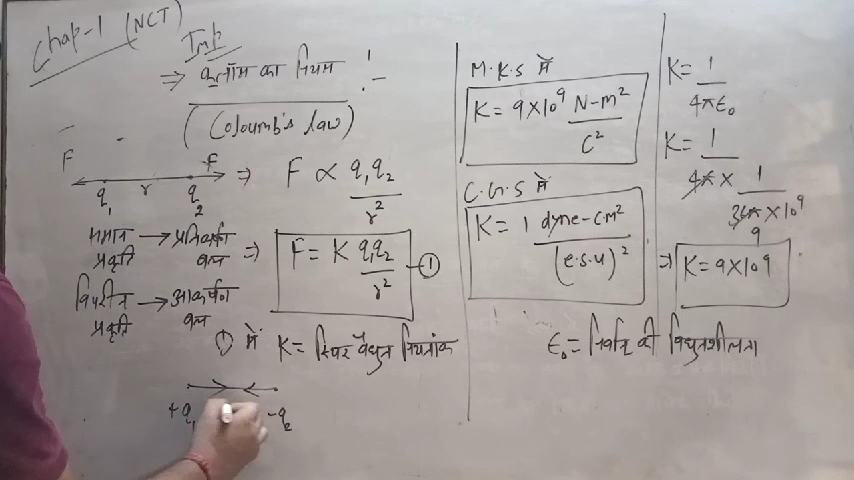 Chap-1 (NCT)
Imp
⇒ कुलॉम का नियम :-
(Coloumb's law)
F F
q₁ r q₂
F ∝ q₁q₂/r²
समान प्रकृति → प्रतिकर्षण बल
⇒ F = K q₁q₂/r² -①
विपरीत प्रकृति → आकर्षण बल
① में K = स्थिर वैद्युत नियतांक
+q₁ -q₂
M.K.S में
K = 9×10⁹ N-m²/C²
C.G.S में
K = 1 dyne-cm²/(e.s.u)²
K = 1/4πε₀
K = 1/4π × 1/36π×10⁹
9
⇒ K = 9×10⁹
ε₀ = निर्वात की विधुतशीलता